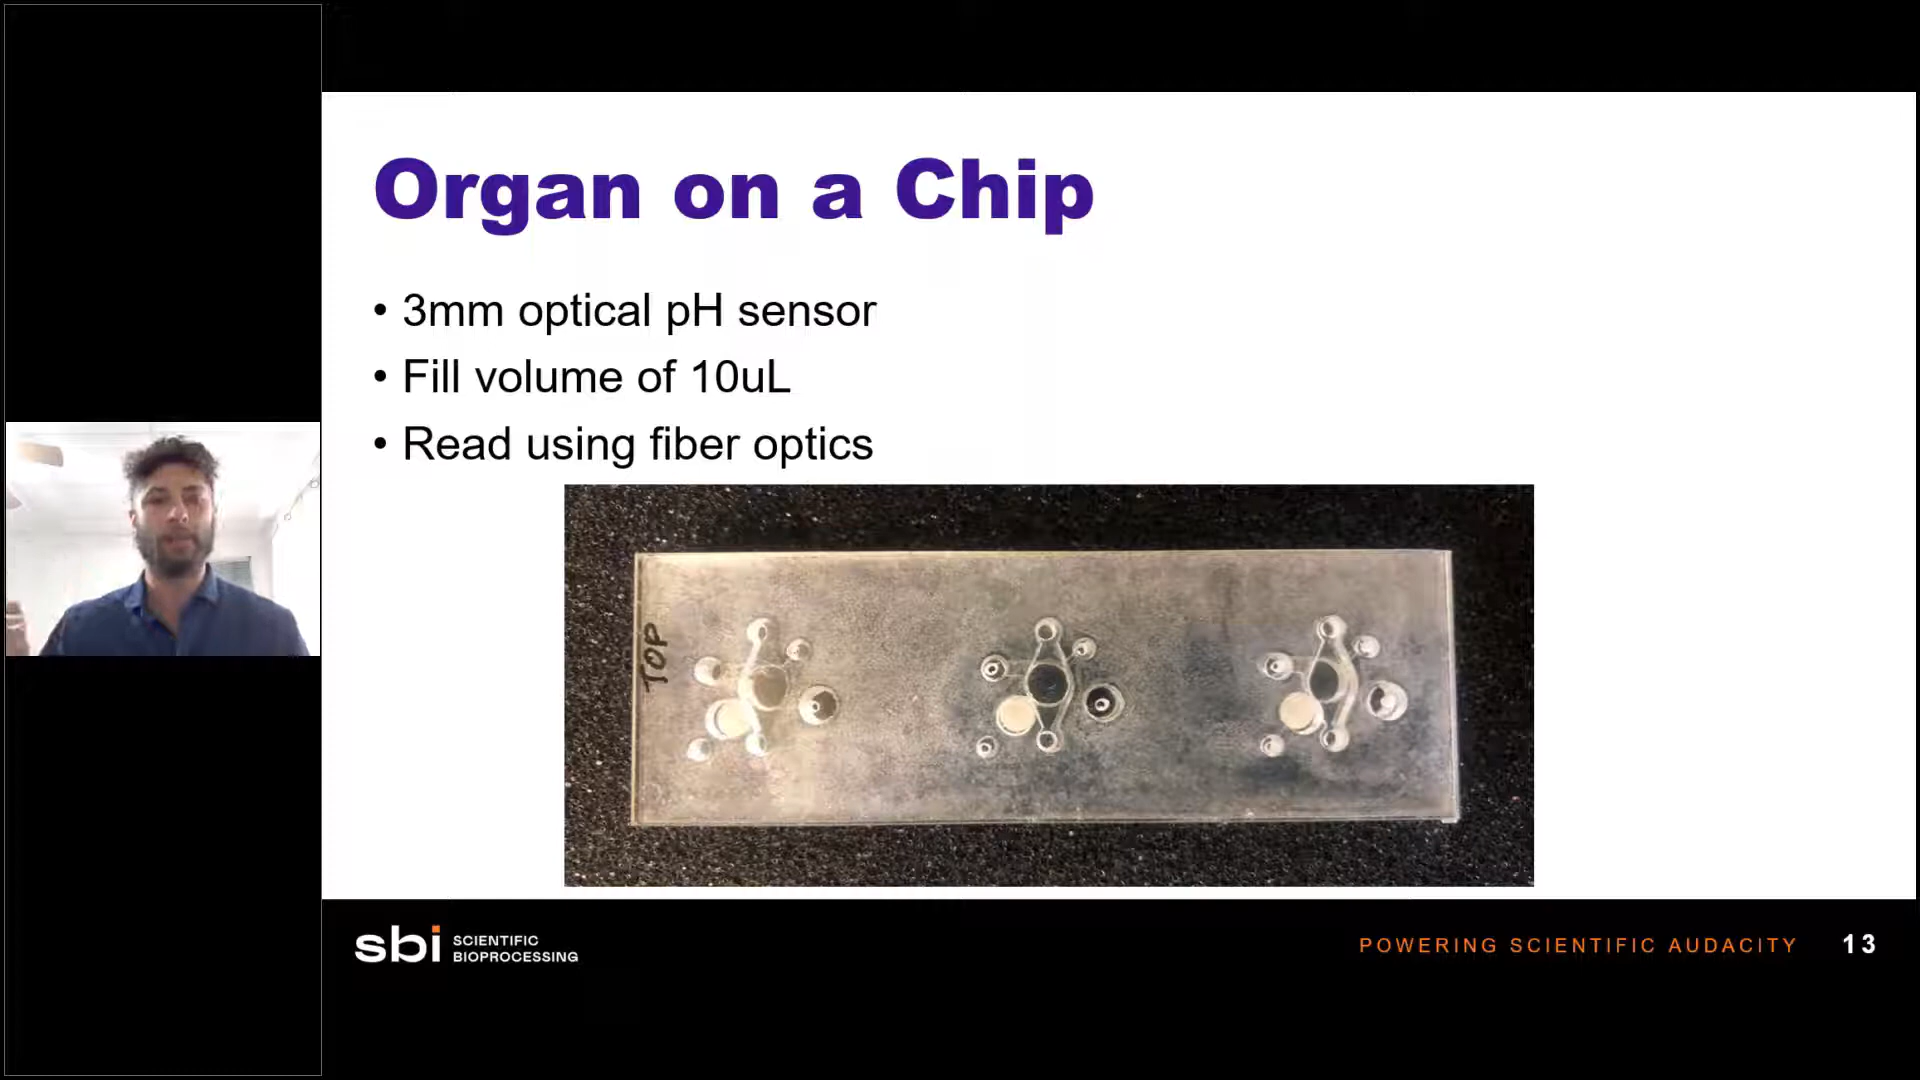 Organ on a Chip
• 3mm optical pH sensor
• Fill volume of 10uL
• Read using fiber optics
TOP
sbi SCIENTIFIC
BIOPROCESSING
POWERING SCIENTIFIC AUDACITY 13